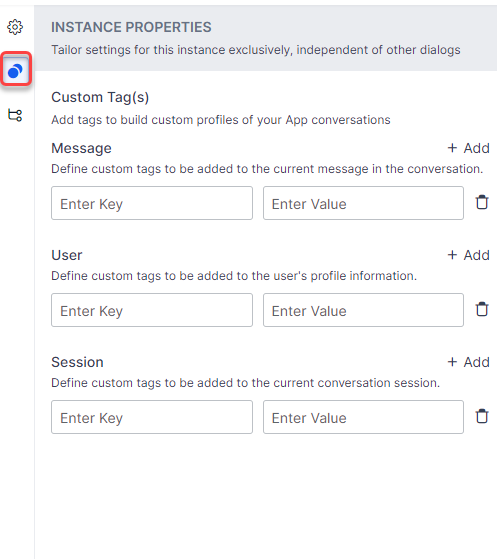 INSTANCE PROPERTIES
Tailor settings for this instance exclusively, independent of other dialogs
Custom Tag(s)
Add tags to build custom profiles of your App conversations
Message + Add
Define custom tags to be added to the current message in the conversation.
Enter Key Enter Value
User + Add
Define custom tags to be added to the user's profile information.
Enter Key Enter Value
Session + Add
Define custom tags to be added to the current conversation session.
Enter Key Enter Value